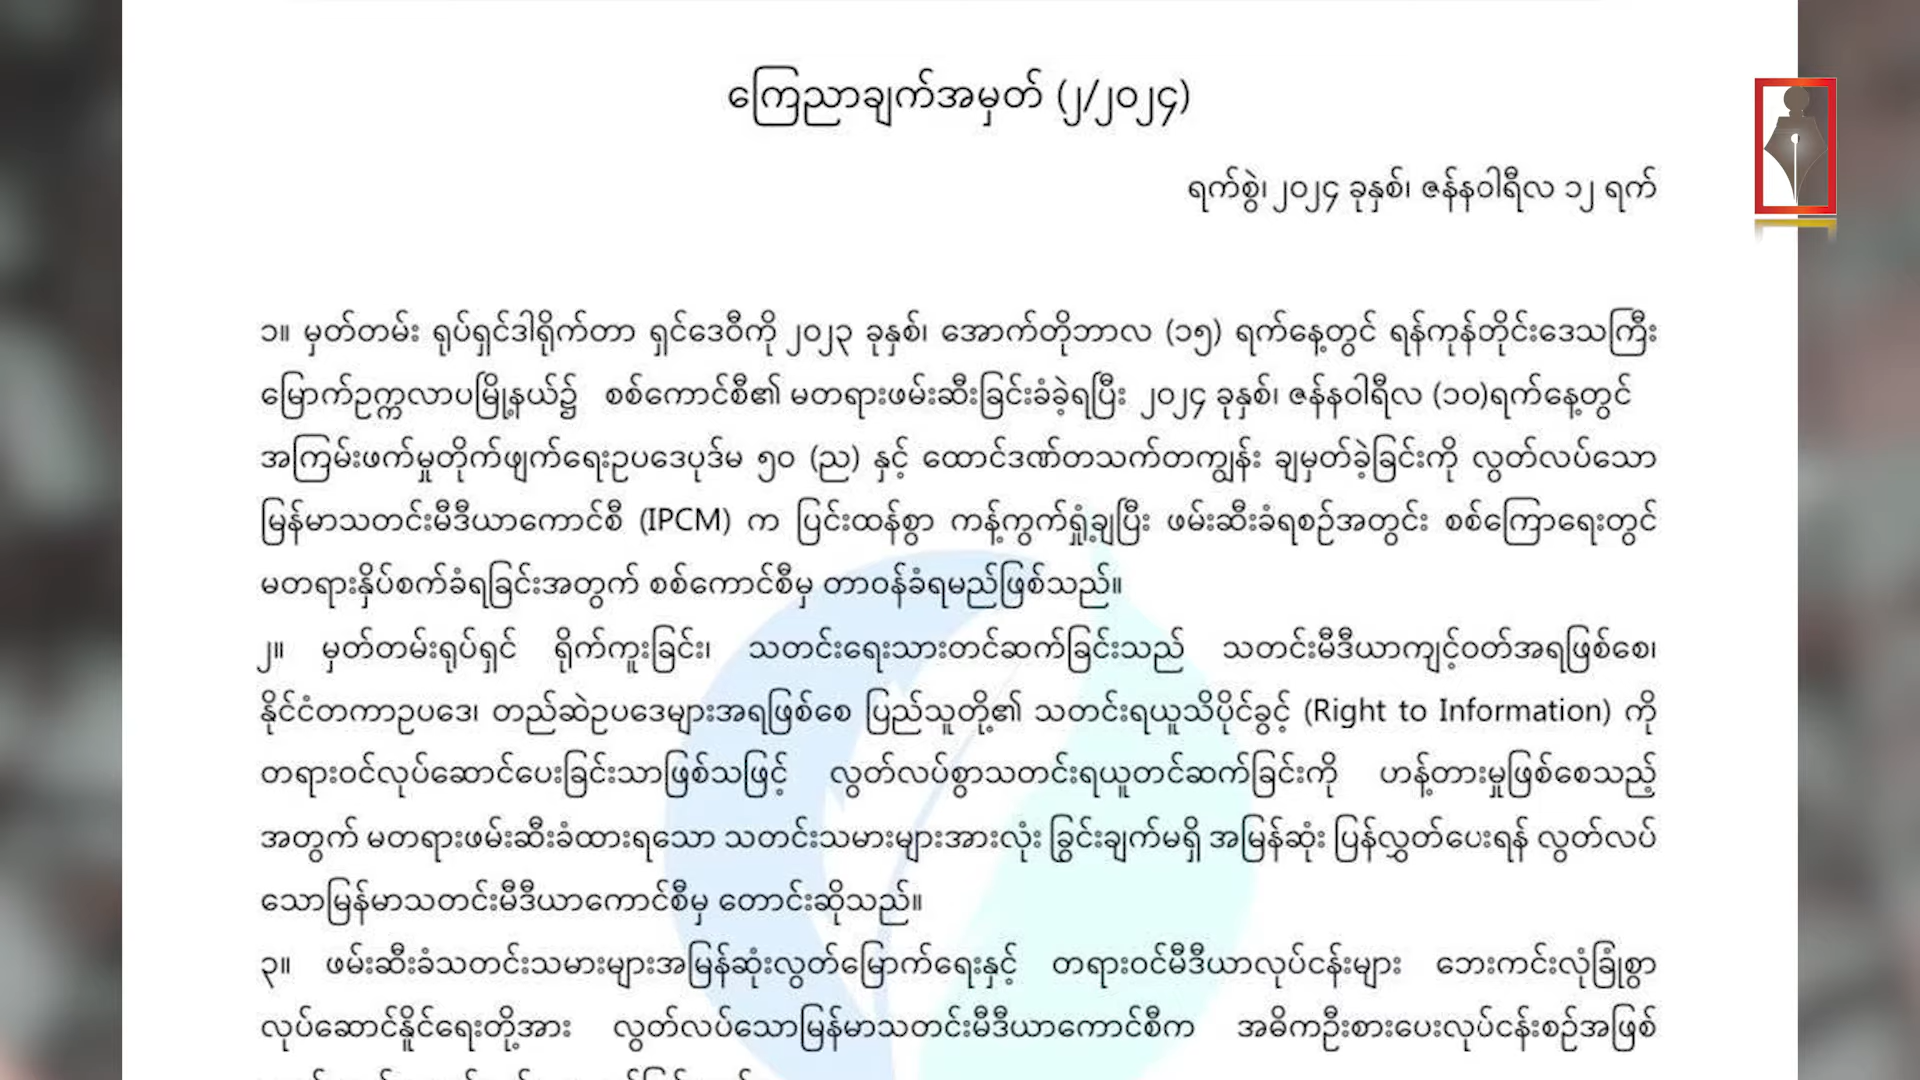 ကြေညာချက်အမှတ် (၂/၂၀၂၄)
ရက်စွဲ၊၂၀၂၄ ခုနှစ်၊ ဇန်နဝါရီလ ၁၂ ရက်
၁။ မှတ်တမ်း ရုပ်ရှင်ဒါရိုက်တာ ရှင်ဒေဝီကို ၂၀၂၃ ခုနှစ်၊ အောက်တိုဘာလ (၁၅) ရက်နေ့တွင် ရန်ကုန်တိုင်းဒေသကြီး
မြောက်ဥက္ကလာပမြို့နယ်၌ စစ်ကောင်စီ၏ မတရားဖမ်းဆီးခြင်းခံခဲ့ရပြီး ၂၀၂၄ ခုနှစ်၊ ဇန်နဝါရီလ (၁၀)ရက်နေ့တွင်
အကြမ်းဖက်မှုတိုက်ဖျက်ရေးဥပဒေပုဒ်မ ၅၀ (ည) နှင့် ထောင်ဒဏ်တသက်တကျွန်း ချမှတ်ခဲ့ခြင်းကို လွတ်လပ်သော
မြန်မာသတင်းမီဒီယာကောင်စီ (IPCM) က ပြင်းထန်စွာ ကန့်ကွက်ရှုံ့ချပြီး ဖမ်းဆီးခံရစဉ်အတွင်း စစ်ကြောရေးတွင်
မတရားနှိပ်စက်ခံရခြင်းအတွက် စစ်ကောင်စီမှ တာဝန်ခံရမည်ဖြစ်သည်။
၂။ မှတ်တမ်းရုပ်ရှင် ရိုက်ကူးခြင်း၊ သတင်းရေးသားတင်ဆက်ခြင်းသည် သတင်းမီဒီယာကျင့်ဝတ်အရဖြစ်စေ၊
နိုင်ငံတကာဥပဒေ၊ တည်ဆဲဥပဒေများအရဖြစ်စေ ပြည်သူတို့၏ သတင်းရယူသိပိုင်ခွင့် (Right to Information) ကို
တရားဝင်လုပ်ဆောင်ပေးခြင်းသာဖြစ်သဖြင့် လွတ်လပ်စွာသတင်းရယူတင်ဆက်ခြင်းကို ဟန့်တားမှုဖြစ်စေသည့်
အတွက် မတရားဖမ်းဆီးခံထားရသော သတင်းသမားများအားလုံး ခြွင်းချက်မရှိ အမြန်ဆုံး ပြန်လွှတ်ပေးရန် လွတ်လပ်
သောမြန်မာသတင်းမီဒီယာကောင်စီမှ တောင်းဆိုသည်။
၃။ ဖမ်းဆီးခံသတင်းသမားများအမြန်ဆုံးလွတ်မြောက်ရေးနှင့် တရားဝင်မီဒီယာလုပ်ငန်းများ ဘေးကင်းလုံခြုံစွာ
လုပ်ဆောင်နိုင်ရေးတို့အား လွတ်လပ်သောမြန်မာသတင်းမီဒီယာကောင်စီက အဓိကဦးစားပေးလုပ်ငန်းစဉ်အဖြစ်